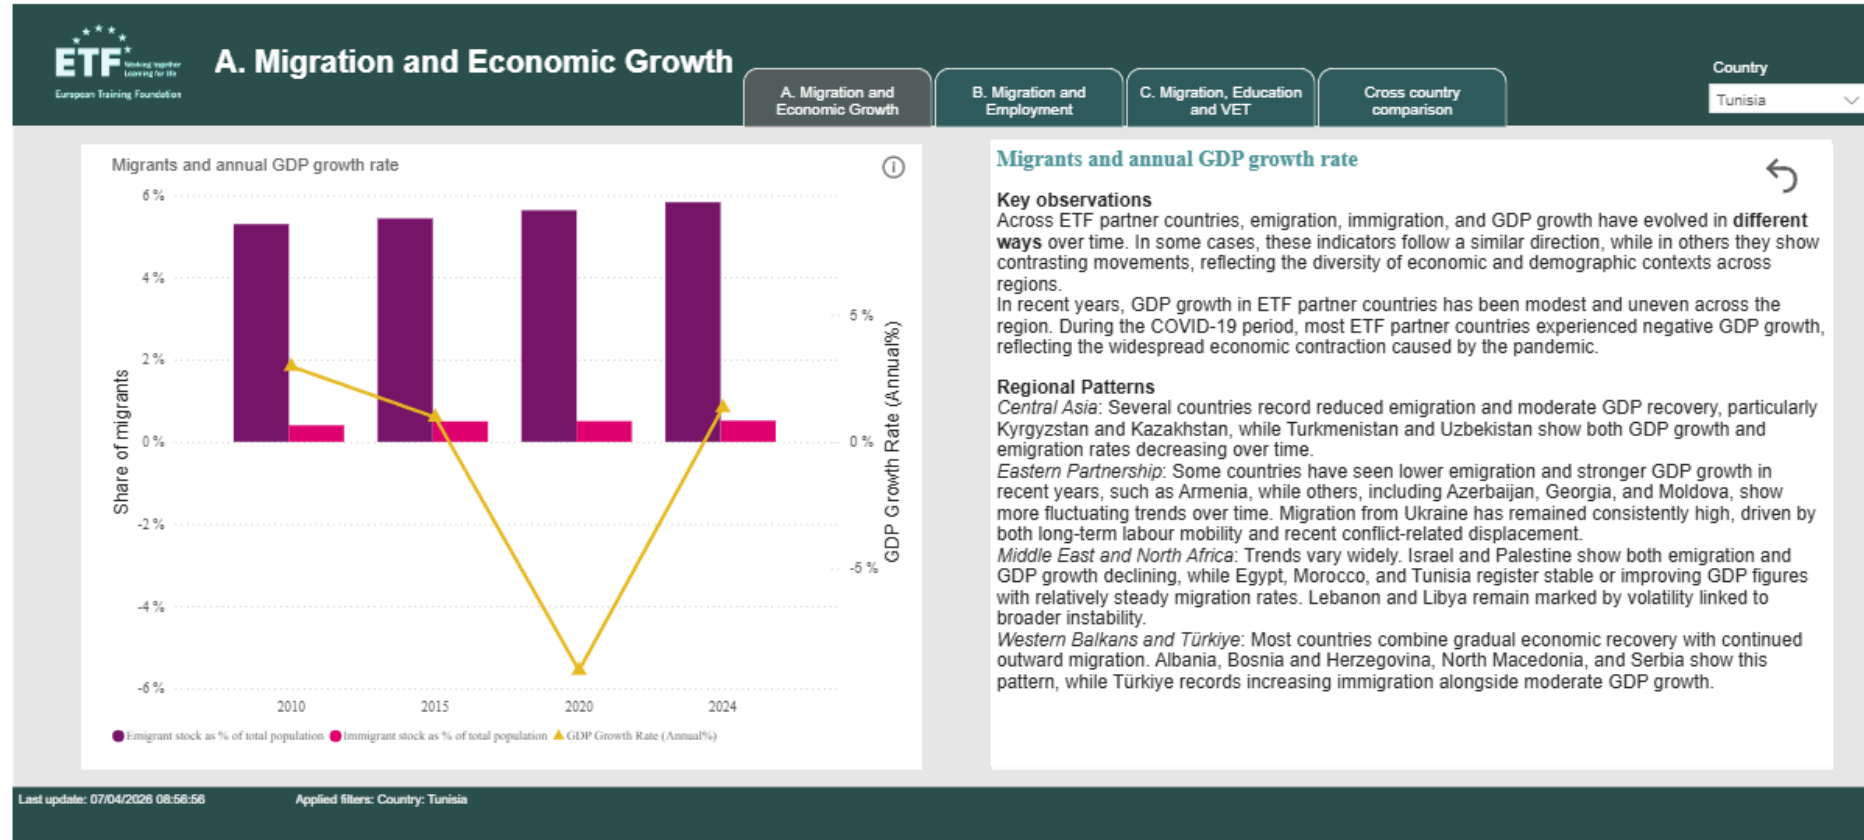 ETF
Working together
Learning for life
European Training Foundation
A. Migration and Economic Growth
A. Migration and
Economic Growth
B. Migration and
Employment
C. Migration, Education
and VET
Cross country
comparison
Country
Tunisia
Migrants and annual GDP growth rate
6 %
4 %
2 %
0 %
-2 %
-4 %
-6 %
Share of migrants
5 %
0 %
-5 %
GDP Growth Rate (Annual%)
2010
2015
2020
2024
Emigrant stock as % of total population
Immigrant stock as % of total population
GDP Growth Rate (Annual%)
Migrants and annual GDP growth rate
Key observations
Across ETF partner countries, emigration, immigration, and GDP growth have evolved in different
ways over time. In some cases, these indicators follow a similar direction, while in others they show
contrasting movements, reflecting the diversity of economic and demographic contexts across
regions.
In recent years, GDP growth in ETF partner countries has been modest and uneven across the
region. During the COVID-19 period, most ETF partner countries experienced negative GDP growth,
reflecting the widespread economic contraction caused by the pandemic.
Regional Patterns
Central Asia: Several countries record reduced emigration and moderate GDP recovery, particularly
Kyrgyzstan and Kazakhstan, while Turkmenistan and Uzbekistan show both GDP growth and
emigration rates decreasing over time.
Eastern Partnership: Some countries have seen lower emigration and stronger GDP growth in
recent years, such as Armenia, while others, including Azerbaijan, Georgia, and Moldova, show
more fluctuating trends over time. Migration from Ukraine has remained consistently high, driven by
both long-term labour mobility and recent conflict-related displacement.
Middle East and North Africa: Trends vary widely. Israel and Palestine show both emigration and
GDP growth declining, while Egypt, Morocco, and Tunisia register stable or improving GDP figures
with relatively steady migration rates. Lebanon and Libya remain marked by volatility linked to
broader instability.
Western Balkans and Türkiye: Most countries combine gradual economic recovery with continued
outward migration. Albania, Bosnia and Herzegovina, North Macedonia, and Serbia show this
pattern, while Türkiye records increasing immigration alongside moderate GDP growth.
Last update: 07/04/2026 08:56:56
Applied filters: Country: Tunisia